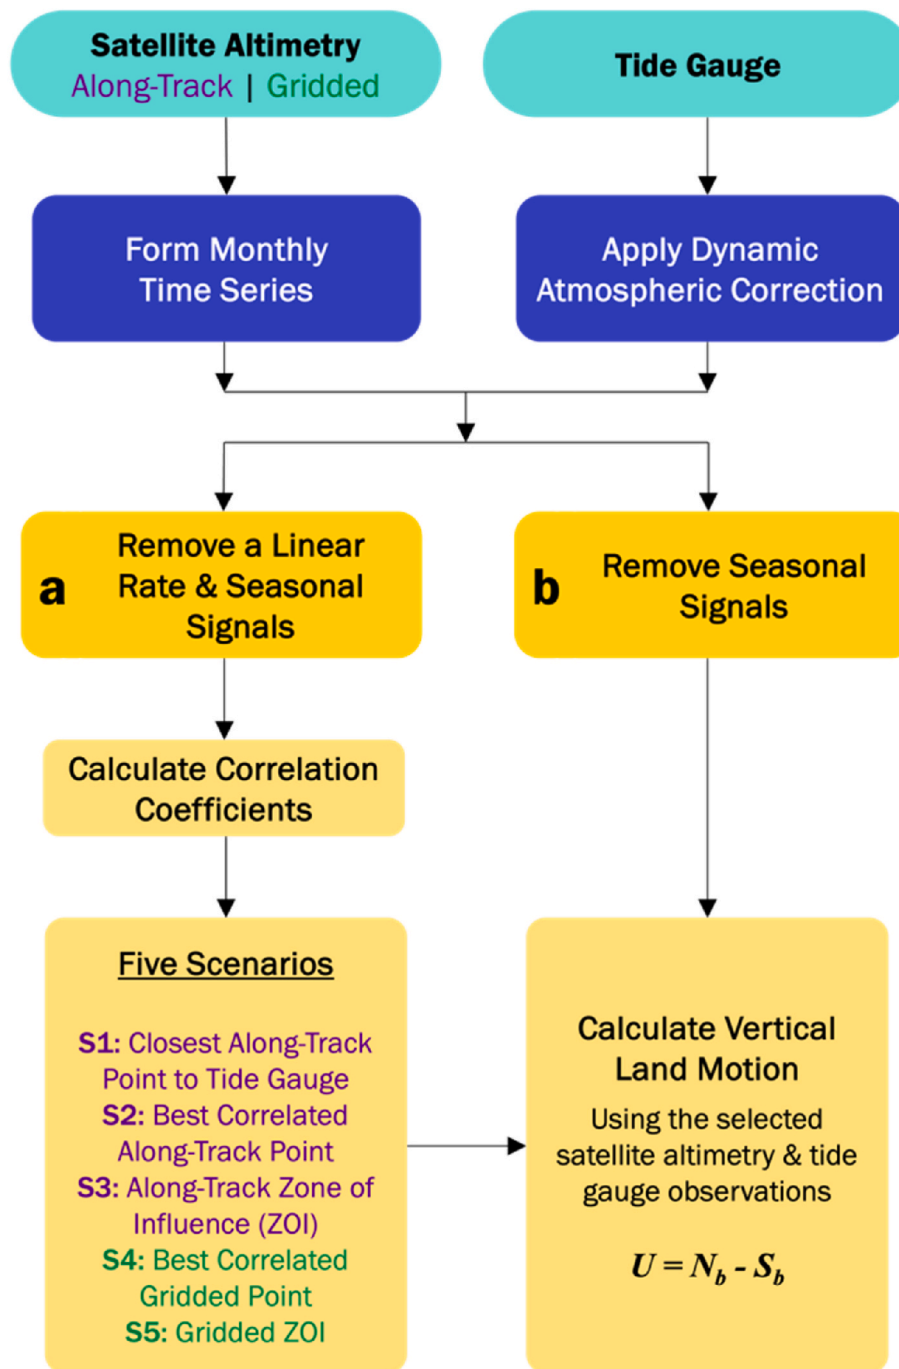 Satellite Altimetry
Along-Track | Gridded
Tide Gauge
Form Monthly
Time Series
Apply Dynamic
Atmospheric Correction
a
Remove a Linear
Rate & Seasonal
Signals
b
Remove Seasonal
Signals
Calculate Correlation
Coefficients
Five Scenarios
S1: Closest Along-Track
Point to Tide Gauge
S2: Best Correlated
Along-Track Point
S3: Along-Track Zone of
Influence (ZOI)
S4: Best Correlated
Gridded Point
S5: Gridded ZOI
Calculate Vertical
Land Motion
Using the selected
satellite altimetry & tide
gauge observations
U = N_b - S_b